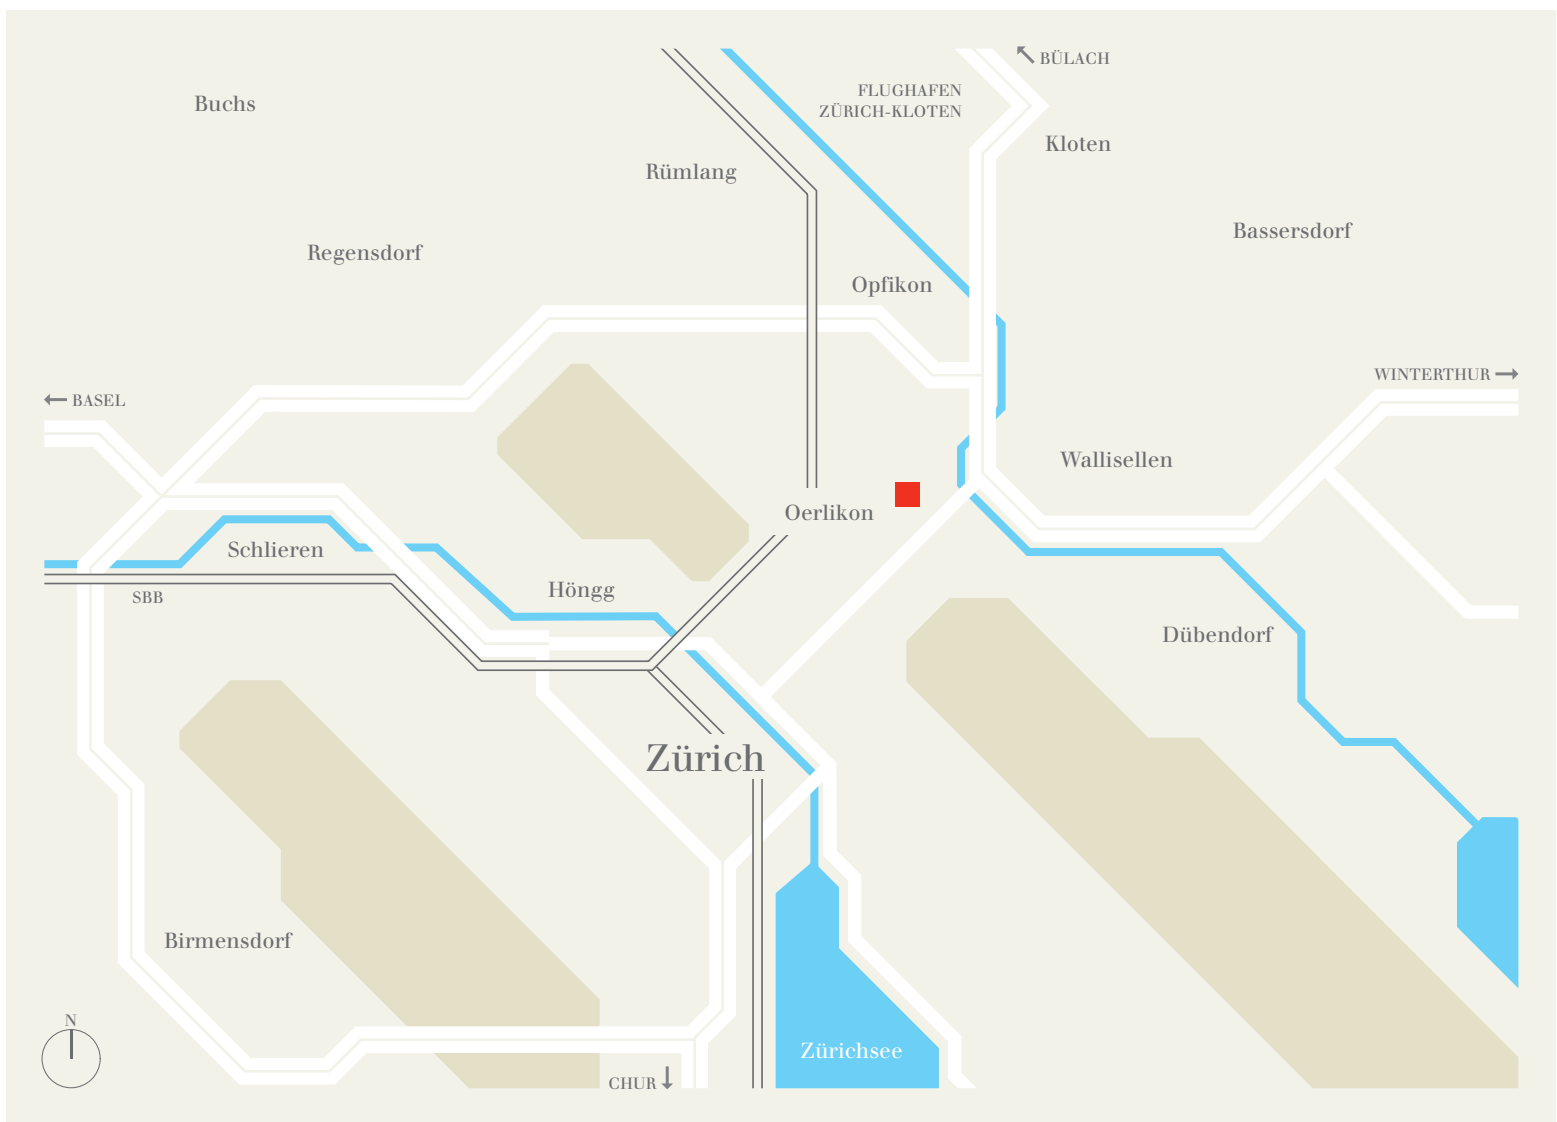 BÜLACH
FLUGHAFEN
ZÜRICH-KLOTEN
Buchs
Kloten
Rümlang
Bassersdorf
Regensdorf
Opfikon
WINTERTHUR
BASEL
Wallisellen
Oerlikon
Schlieren
Höngg
SBB
Dübendorf
Zürich
Birmensdorf
N
Zürichsee
CHUR